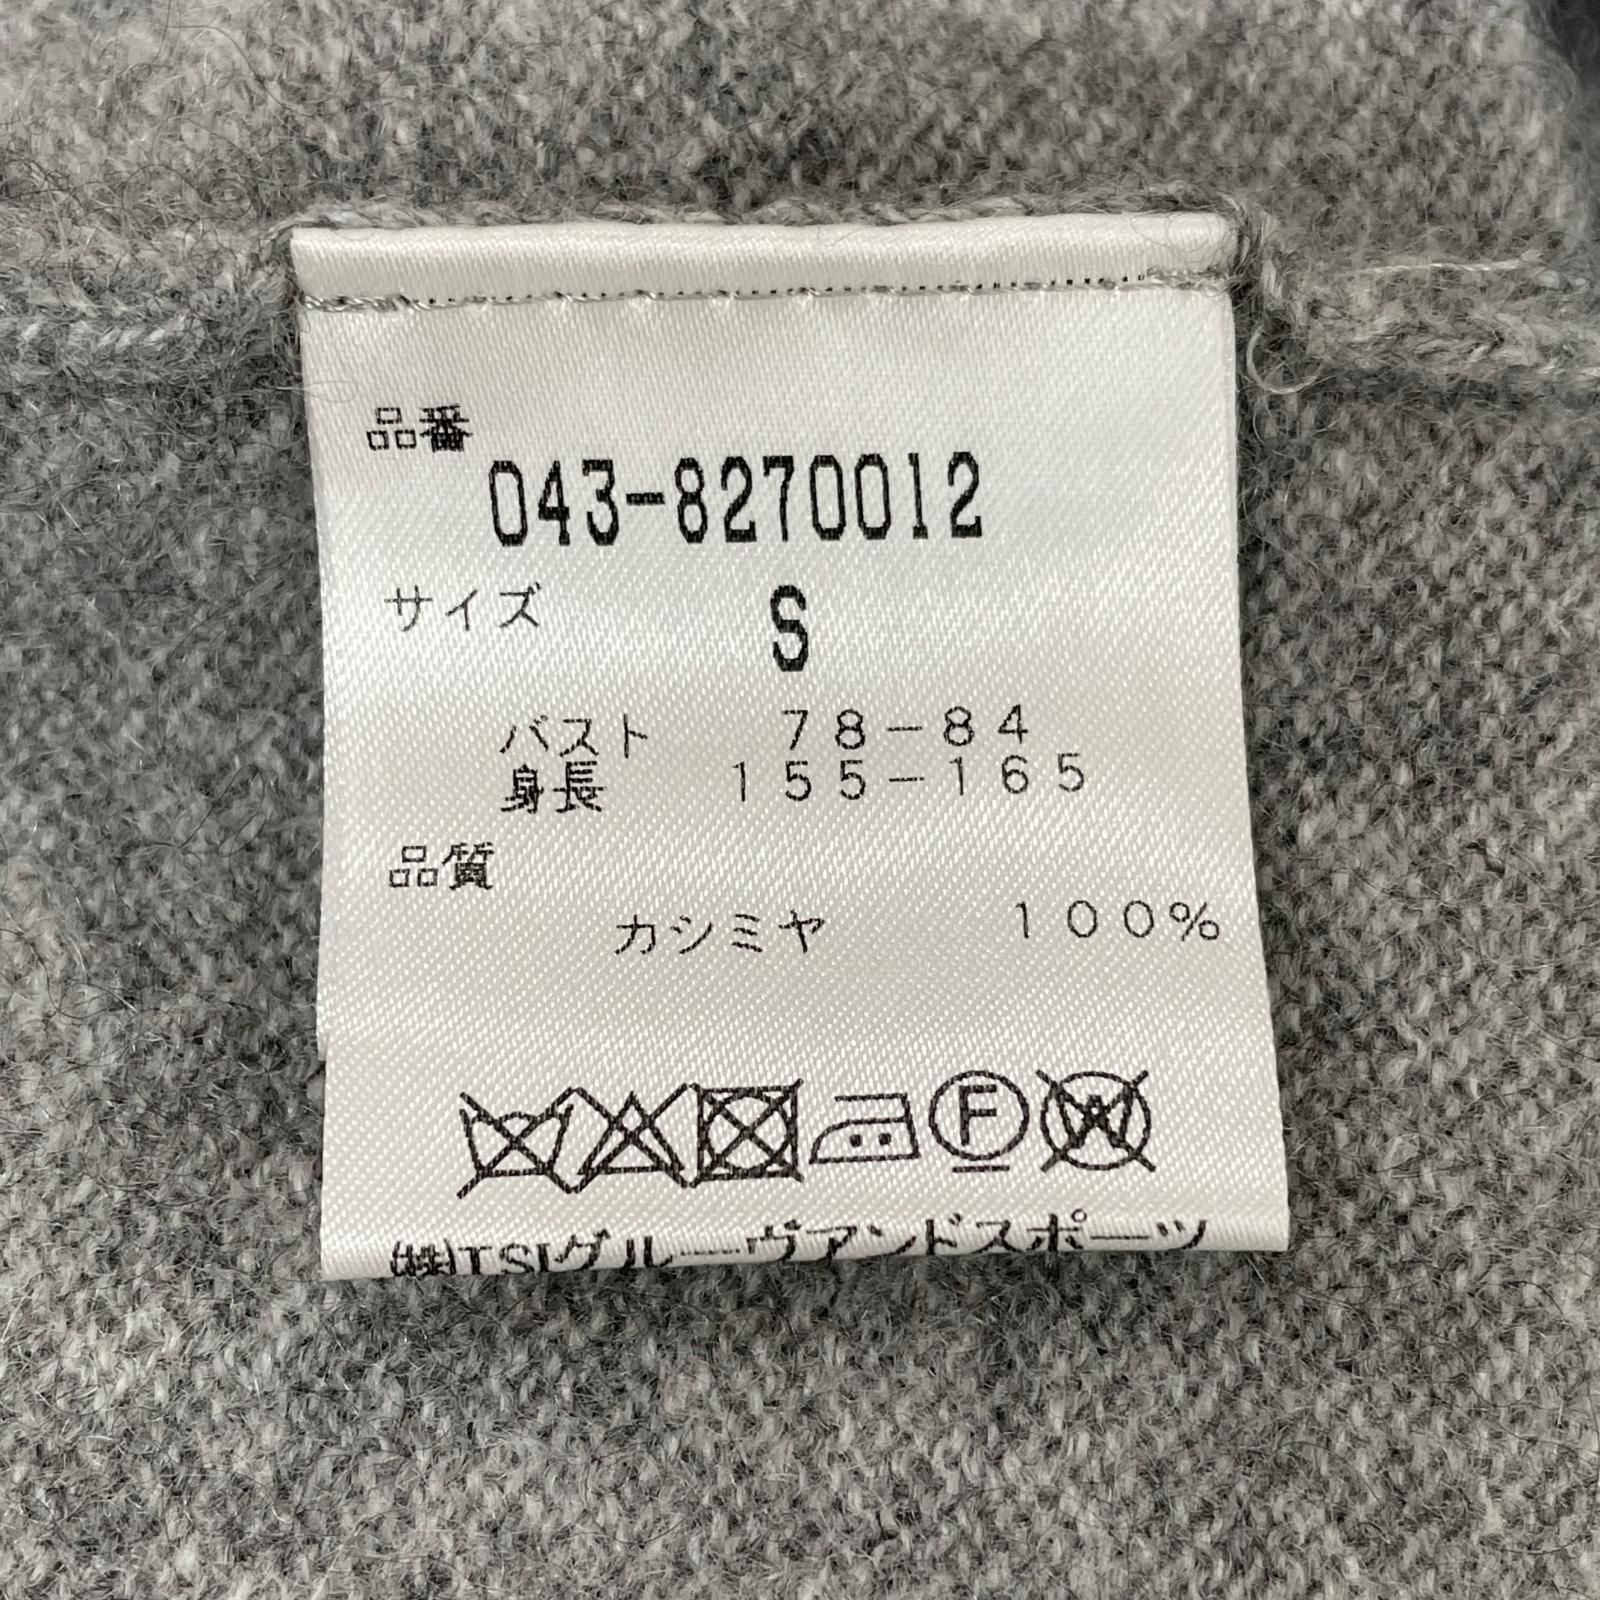 品番
043-8270012
サイズ S
バスト 78-84
身長 155-165
品質
カシミヤ 100%
F W
(株)TSIグルーヴアンドスポーツ